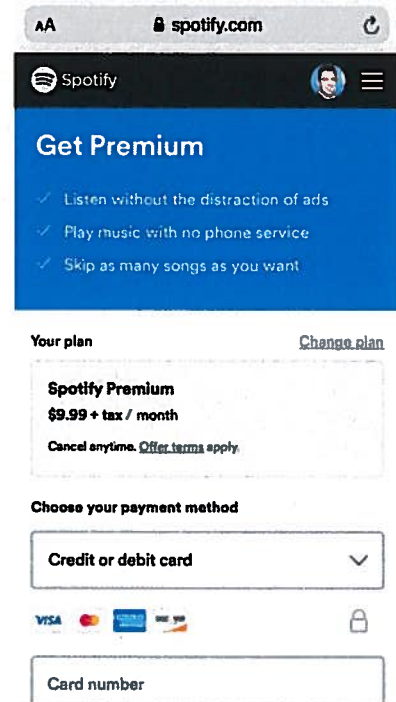 AA spotify.com
Spotify
Get Premium
Listen without the distraction of ads
Play music with no phone service
Skip as many songs as you want
Your plan Change plan
Spotify Premium
$9.99 + tax / month
Cancel anytime. Offer terms apply.
Choose your payment method
Credit or debit card
VISA
Card number